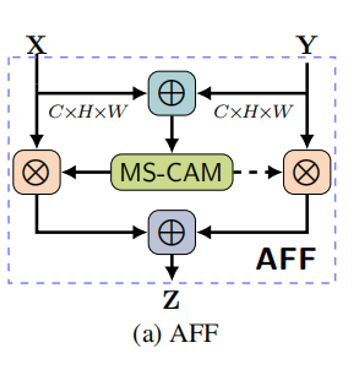 X Y
C×H×W C×H×W
MS-CAM
AFF
Z
(a) AFF